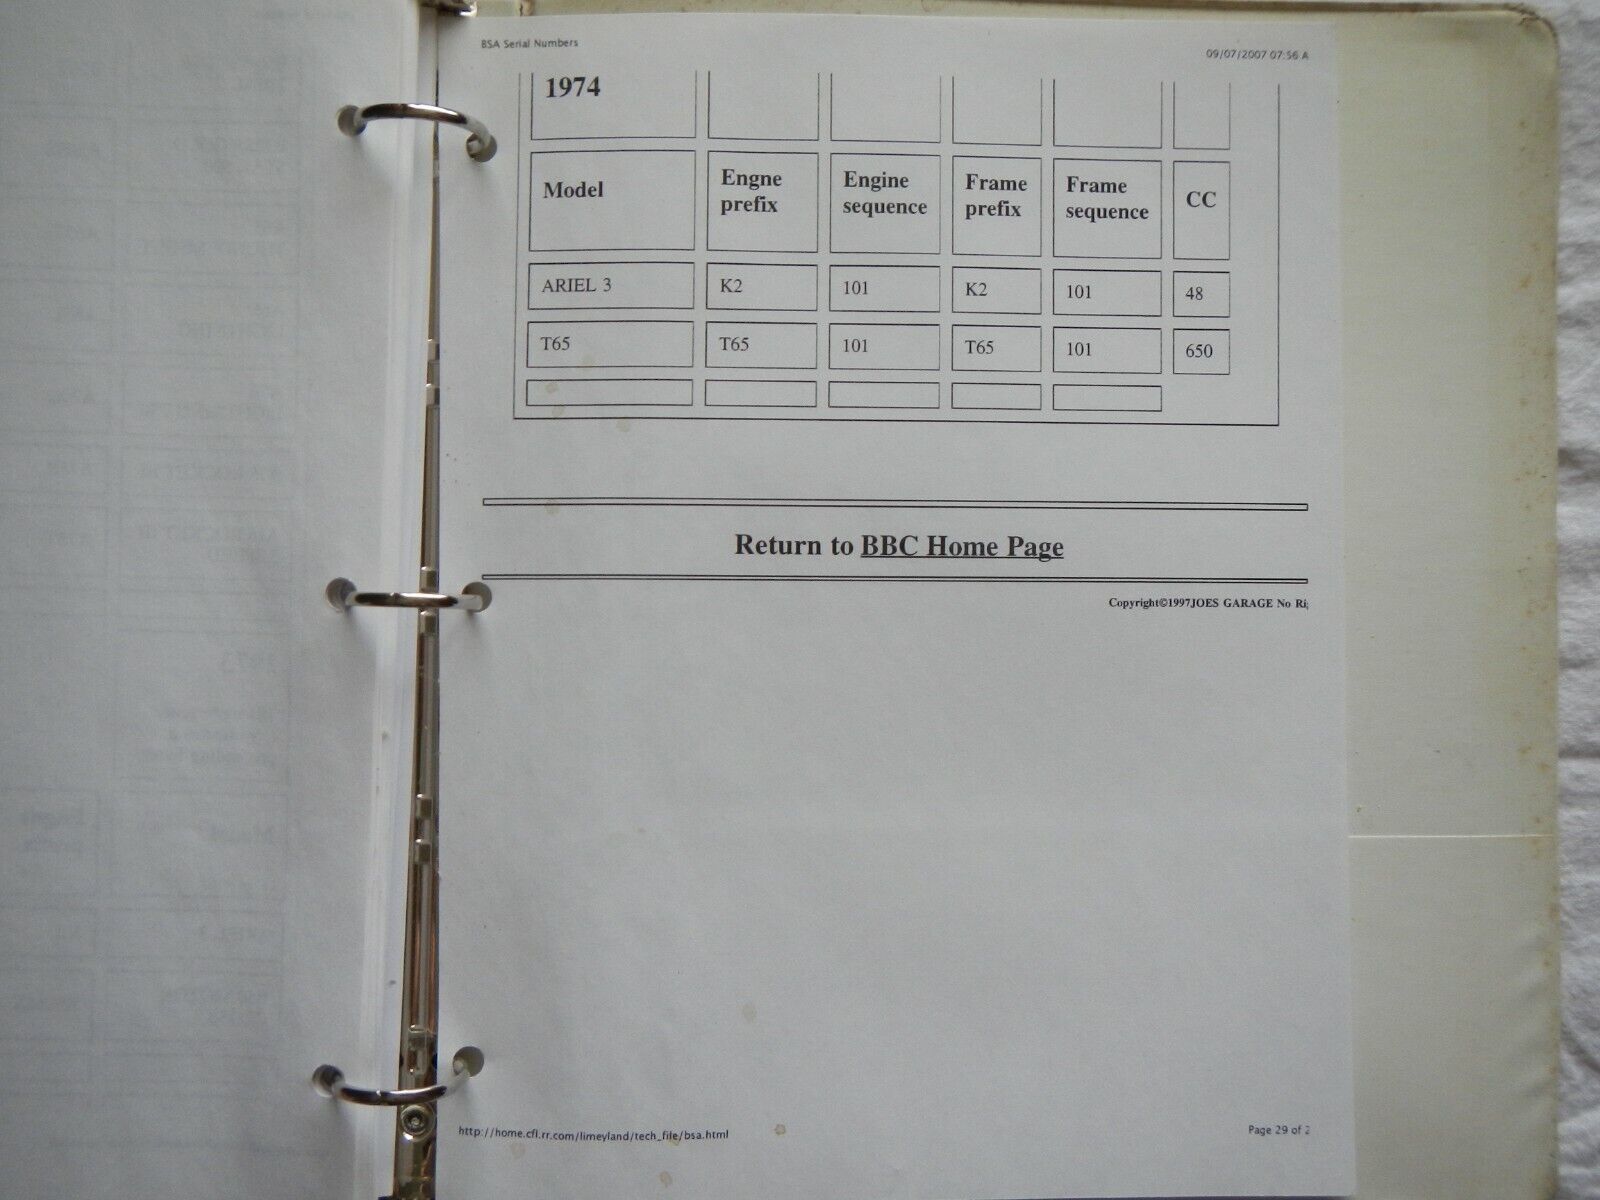 BSA Serial Numbers 09/07/2007 07:56 A
1974
Model Engne prefix Engine sequence Frame prefix Frame sequence CC
ARIEL 3 K2 101 K2 101 48
T65 T65 101 T65 101 650
Return to BBC Home Page
Copyright©1997JOES GARAGE No Ri
http://home.cfl.rr.com/limeyland/tech_file/bsa.html Page 29 of 2